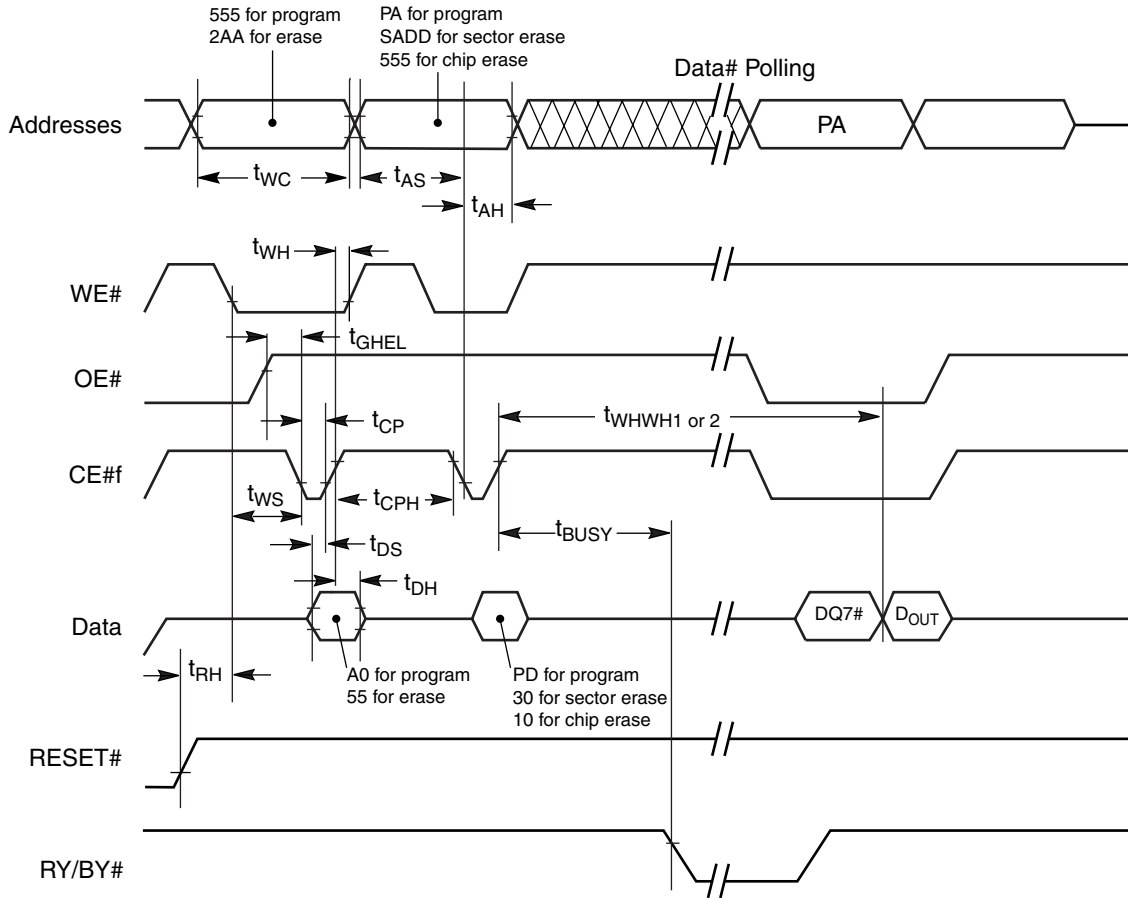 555 for program
2AA for erase
PA for program
SADD for sector erase
555 for chip erase
Data# Polling
Addresses
PA
tWC
tAS
tAH
tWH
WE#
tGHEL
OE#
tCP
tWHWH1 or 2
CE#f
tWS
tCPH
tBUSY
tDS
tDH
Data
DQ7#
DOUT
tRH
A0 for program
55 for erase
PD for program
30 for sector erase
10 for chip erase
RESET#
RY/BY#